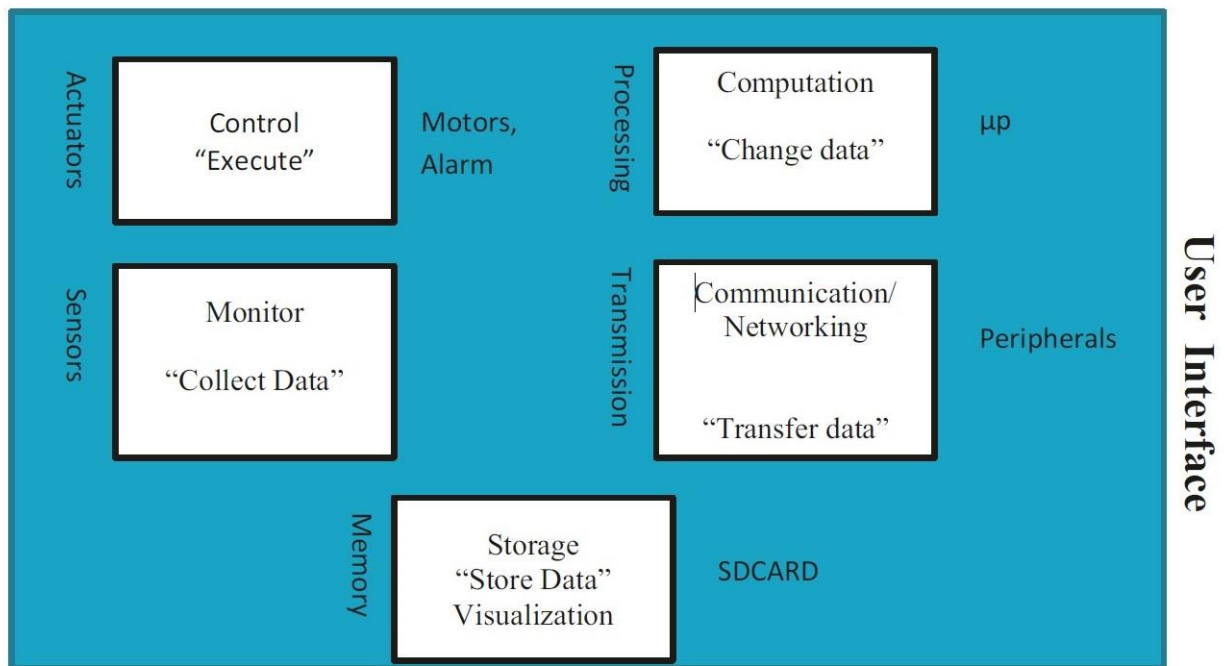 Actuators
Control
“Execute”
Motors,
Alarm
Processing
Computation
“Change data”
µp
Sensors
Monitor
“Collect Data”
Transmission
Communication/
Networking
“Transfer data”
Peripherals
Memory
Storage
“Store Data”
Visualization
SDCARD
User Interface